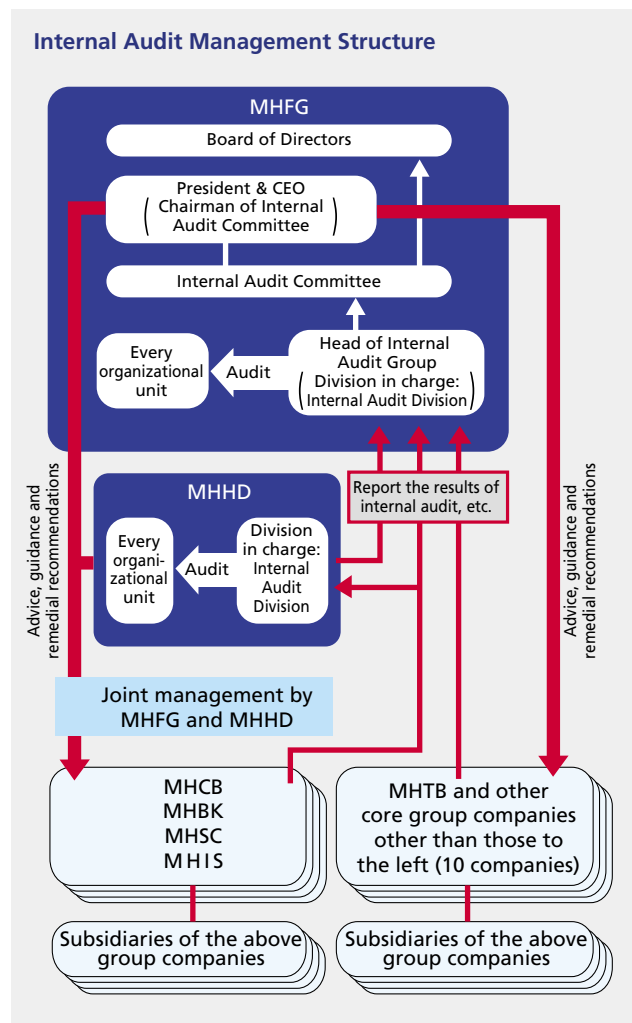 Internal Audit Management Structure
MHFG
Board of Directors
President & CEO
(Chairman of Internal
Audit Committee)
Internal Audit Committee
Every
organizational
unit
Audit
Head of Internal
Audit Group
(Division in charge:
Internal Audit Division)
Advice, guidance and
remedial recommendations
MHHD
Every
organi-
zational
unit
Audit
Division
in charge:
Internal
Audit
Division
Report the results of
internal audit, etc.
Advice, guidance and
remedial recommendations
Joint management by
MHFG and MHHD
MHCB
MHBK
MHSC
MHIS
MHTB and other
core group companies
other than those to
the left (10 companies)
Subsidiaries of the above
group companies
Subsidiaries of the above
group companies